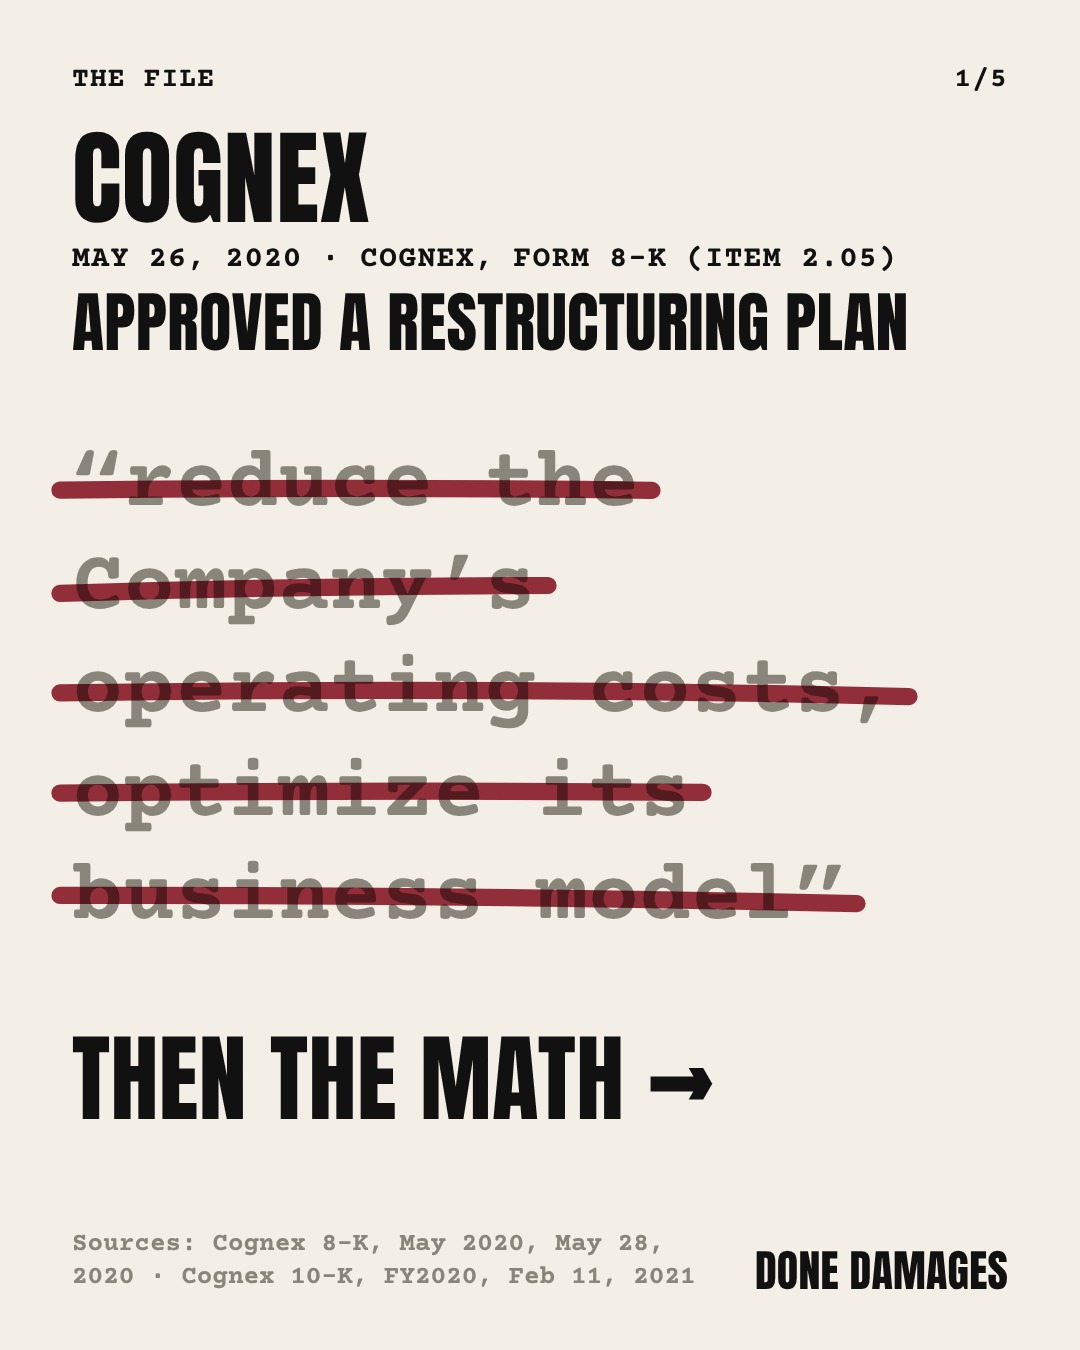 THE FILE
1/5
COGNEX
MAY 26, 2020 · COGNEX, FORM 8-K (ITEM 2.05)
APPROVED A RESTRUCTURING PLAN
“reduce the
Company’s
operating costs,
optimize its
business model”
THEN THE MATH →
Sources: Cognex 8-K, May 2020, May 28,
2020 · Cognex 10-K, FY2020, Feb 11, 2021
DONE DAMAGES